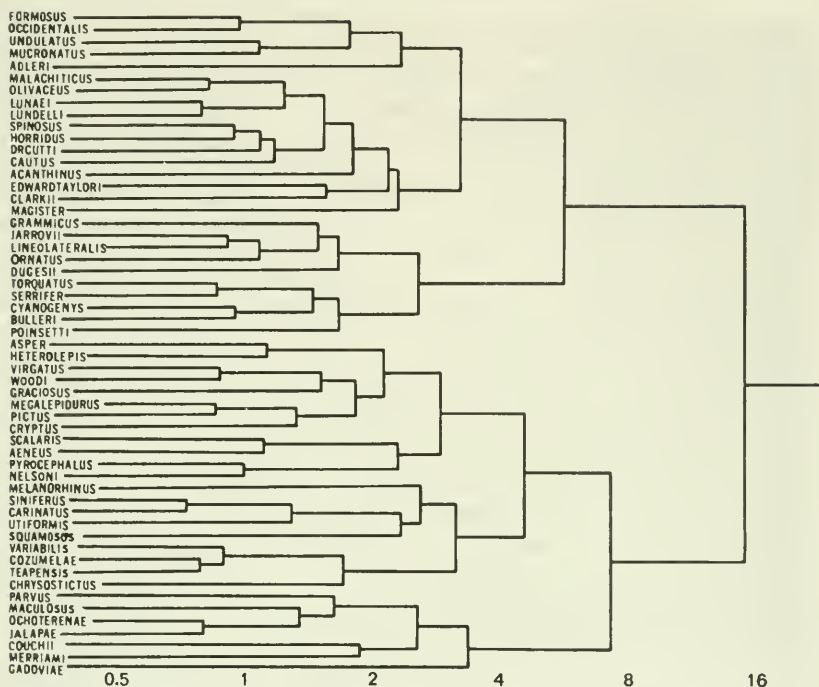 FORMOSUS
OCCIDENTALIS
UNDULATUS
MUCRONATUS
ADLERI
MALACHITICUS
OLIVACEUS
LUNAEI
LUNDELLI
SPINOSUS
HORRIDUS
ORCUTTI
CAUTUS
ACANTHINUS
EDWARDTAYLORI
CLARKII
MAGISTER
GRAMMICUS
JARROVII
LINEOLATERALIS
ORNATUS
DUGESII
TORQUATUS
SERRIFER
CYANOGENYS
BULLERI
POINSETTI
ASPER
HETEROLEPIS
VIRGATUS
WOODI
GRACIOSUS
MEGALEPIDURUS
PICTUS
CRYPTUS
SCALARIS
AENEUS
PYROCEPHALUS
NELSONI
MELANORHINUS
SINIFERUS
CARINATUS
UTIFORMIS
SQUAMOSOS
VARIABILIS
COZUMELAE
TEAPENSIS
CHRYSOSTICTUS
PARVUS
MACULOSUS
OCHOTERENAE
JALAPAE
COUCHII
MERRIAMI
GADOVIAE
0.5 1 2 4 8 16